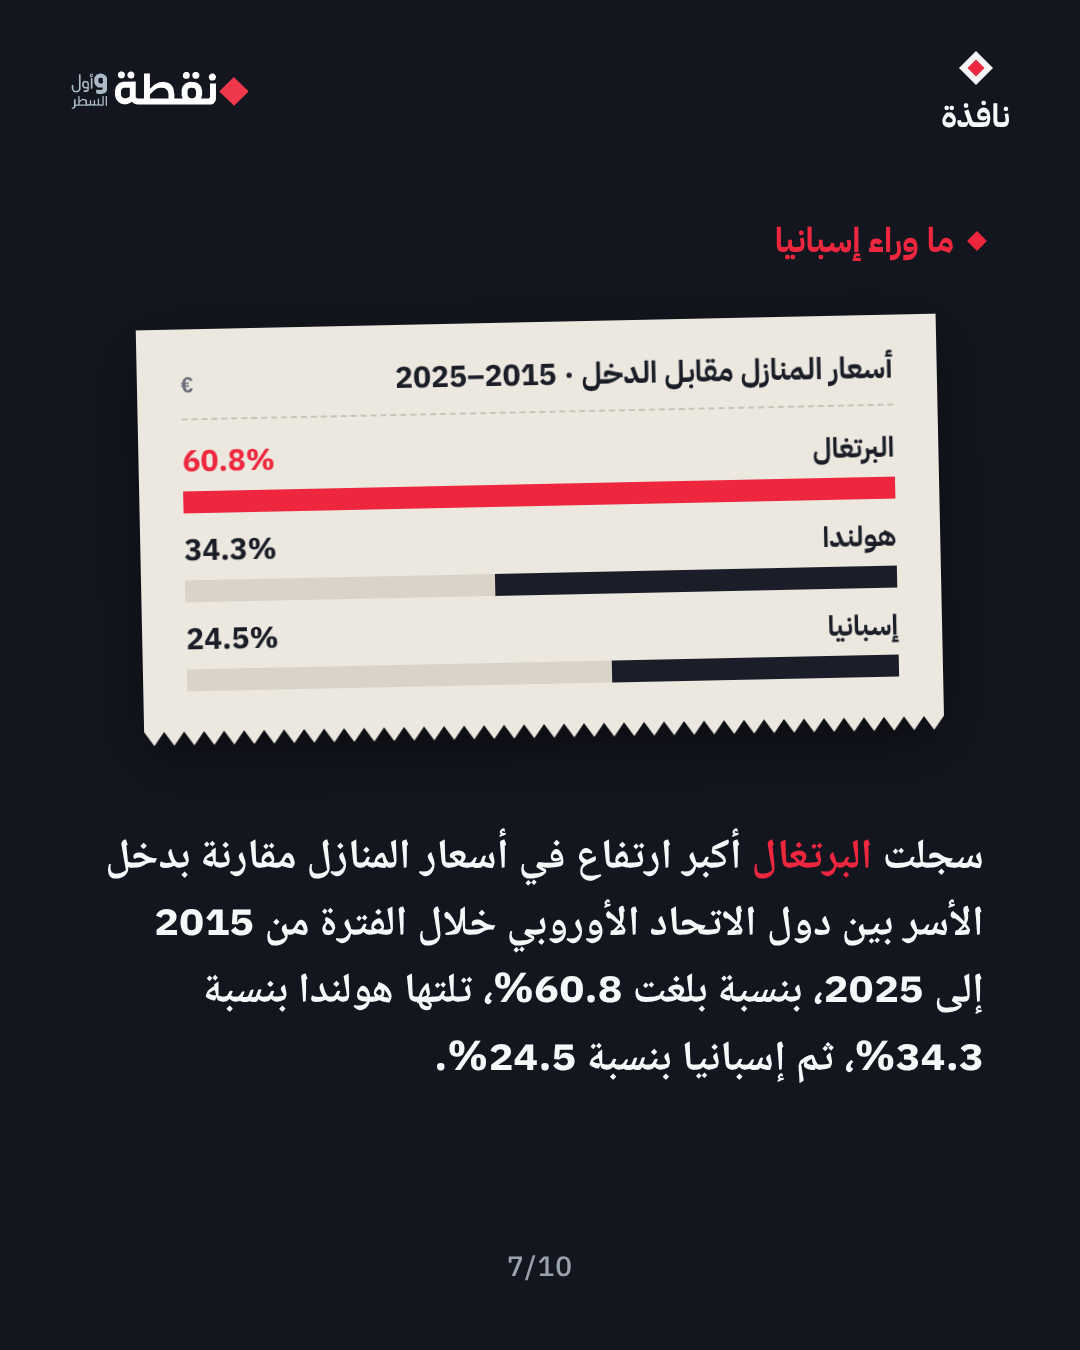 نافذة
نقطة وأول السطر
ما وراء إسبانيا
أسعار المنازل مقابل الدخل · 2015–2025
€
البرتغال
60.8%
هولندا
34.3%
إسبانيا
24.5%
سجلت البرتغال أكبر ارتفاع في أسعار المنازل مقارنة بدخل
الأسر بين دول الاتحاد الأوروبي خلال الفترة من 2015
إلى 2025، بنسبة بلغت 60.8%، تلتها هولندا بنسبة
34.3%، ثم إسبانيا بنسبة 24.5%.
7/10